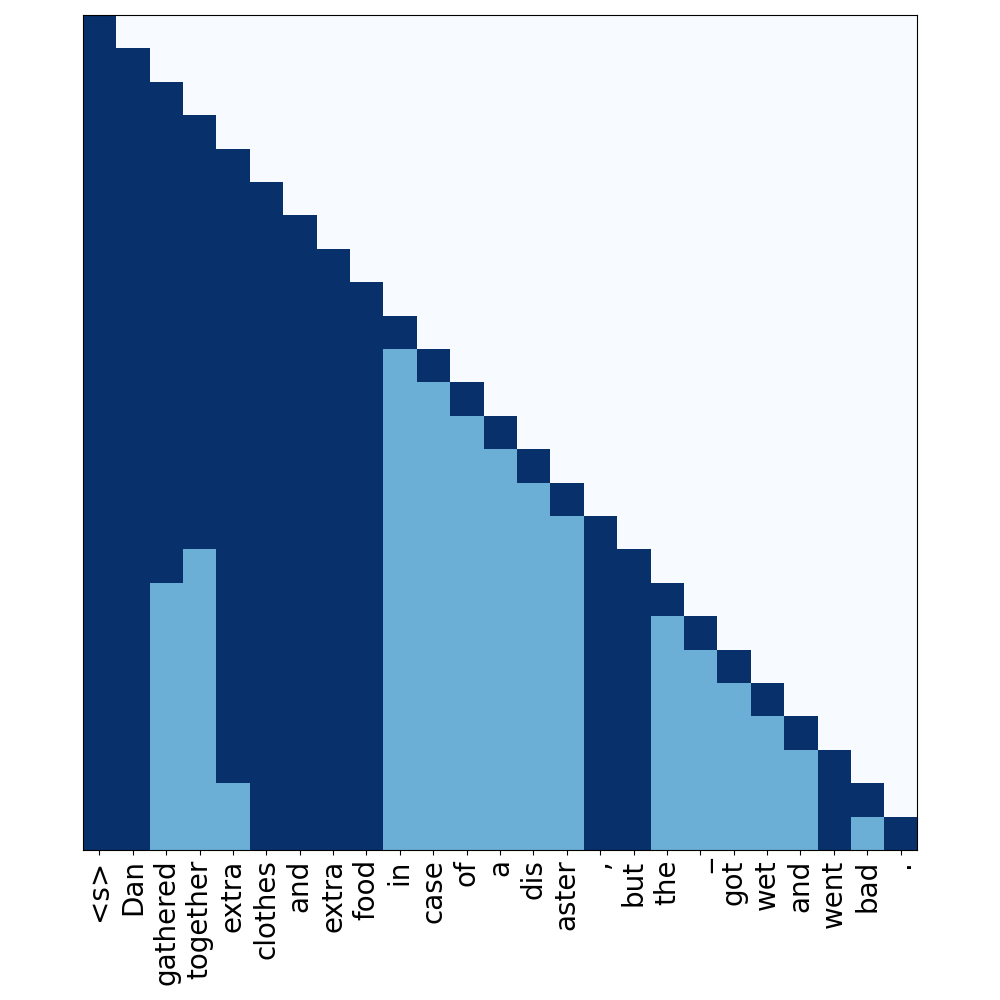 <s> Dan gathered together extra clothes and extra food in case of a dis aster , but the _ got wet and went bad .